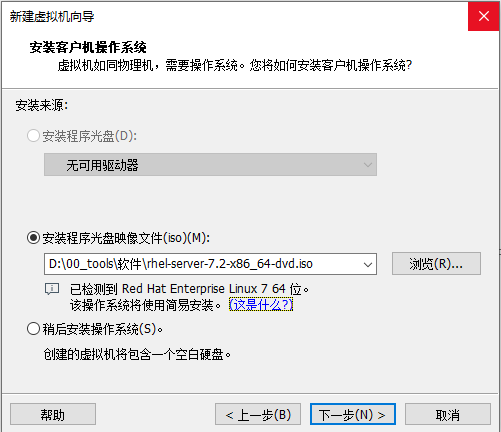 新建虚拟机向导
安装客户机操作系统
虚拟机如同物理机，需要操作系统。您将如何安装客户机操作系统?
安装来源:
安装程序光盘(D):
无可用驱动器
安装程序光盘映像文件(iso)(M):
D:\00_tools\软件\rhel-server-7.2-x86_64-dvd.iso
浏览(R)...
已检测到 Red Hat Enterprise Linux 7 64 位。
该操作系统将使用简易安装。 (这是什么?)
稍后安装操作系统(S)。
创建的虚拟机将包含一个空白硬盘。
帮助
< 上一步(B)
下一步(N) >
取消